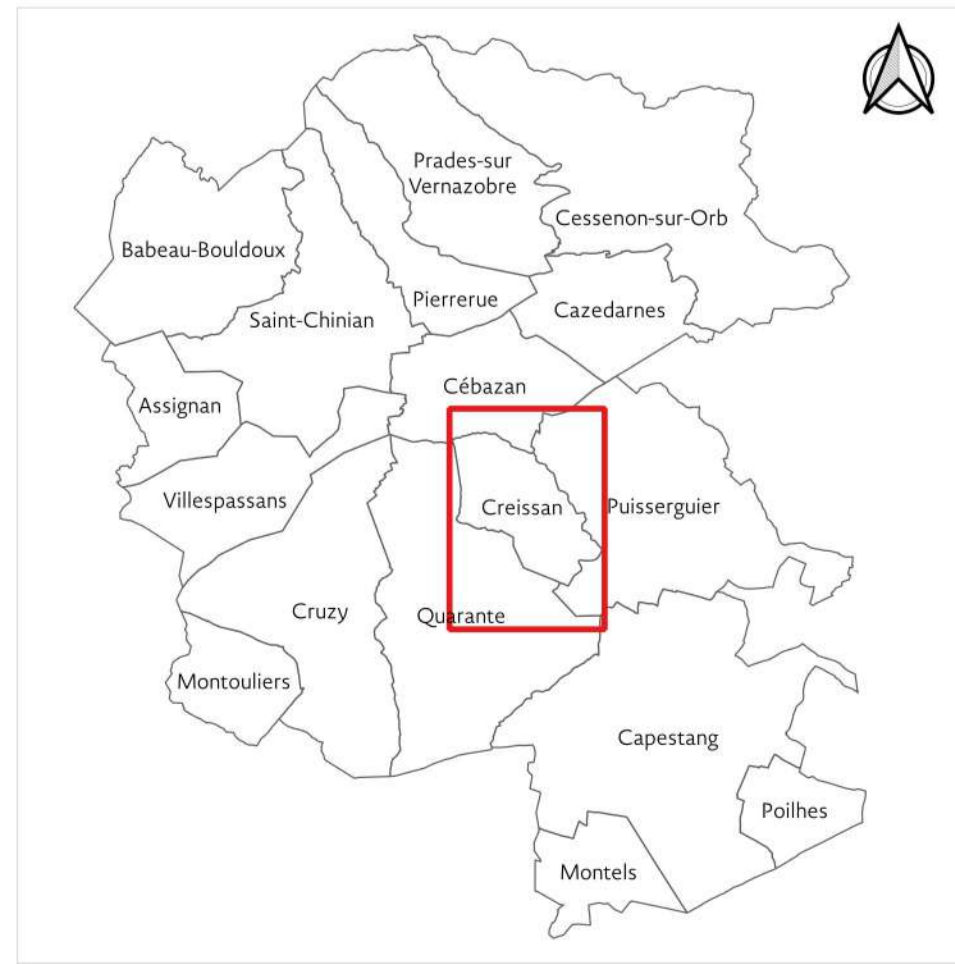 Prades-sur
Vernazobre
Cessenon-sur-Orb
Babeau-Bouldoux
Pierrerue
Saint-Chinian
Cazedarnes
Cébazan
Assignan
Villespassans
Creissan
Puisserguier
Cruzy
Quarante
Montouliers
Capestang
Poilhes
Montels